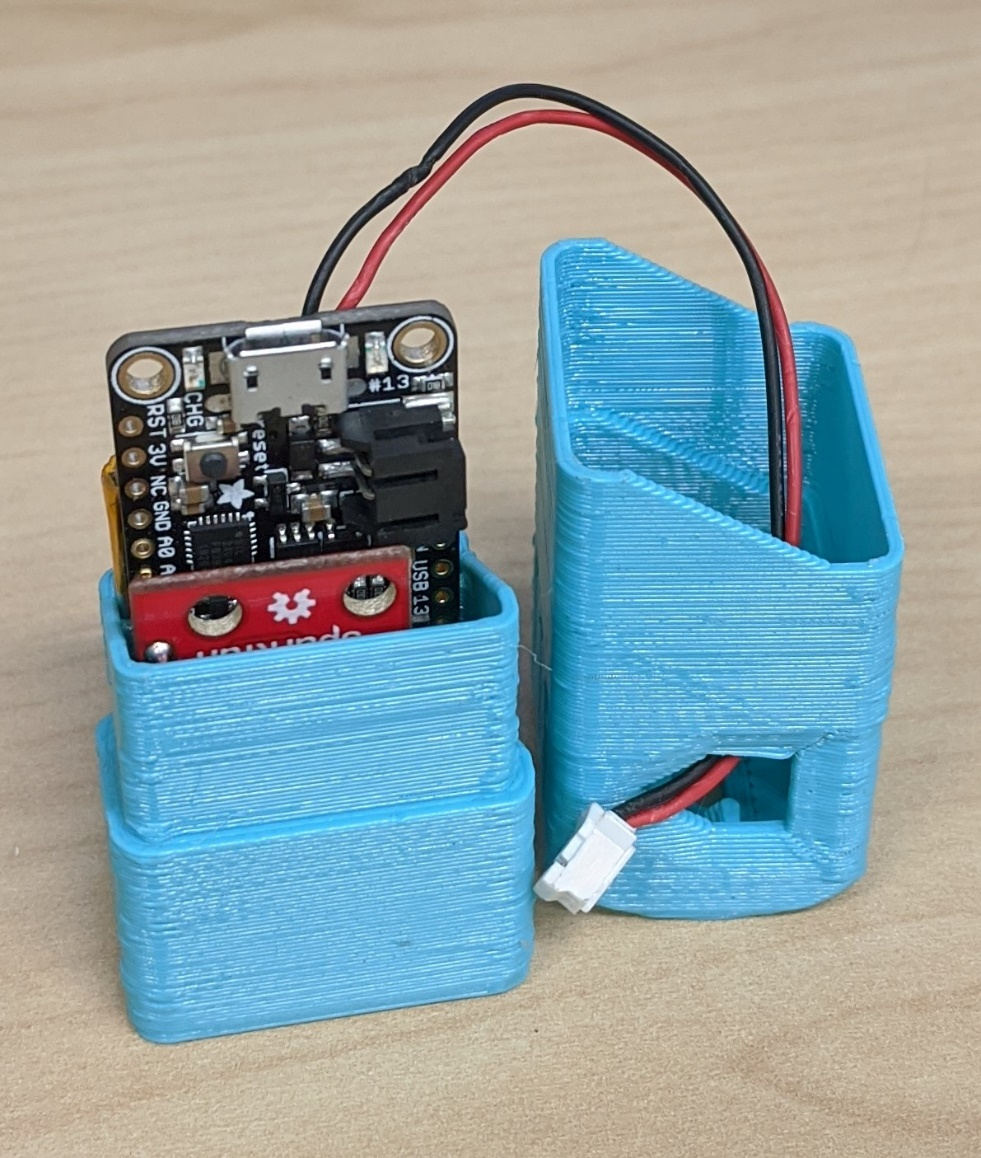 #13
CHG
reset
RST 3V NC GND A0 A
USB 13